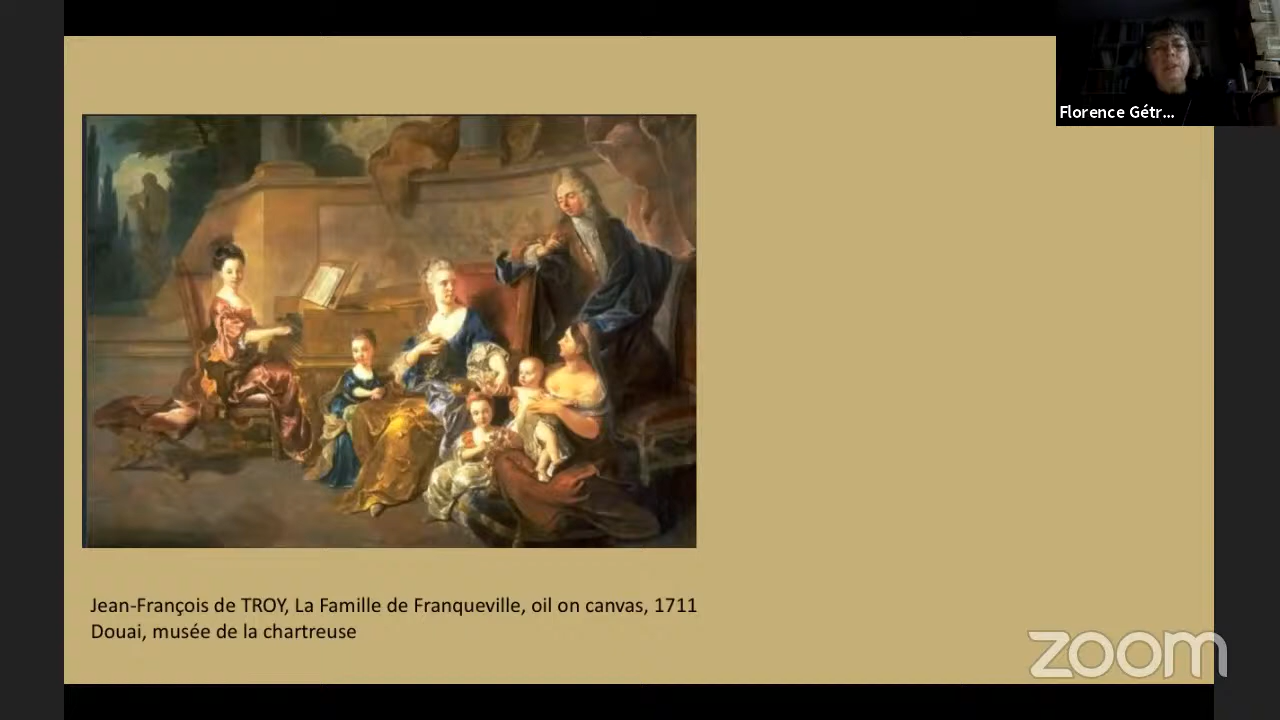 Florence Gétr...
Jean-François de TROY, La Famille de Franqueville, oil on canvas, 1711
Douai, musée de la chartreuse
zoom